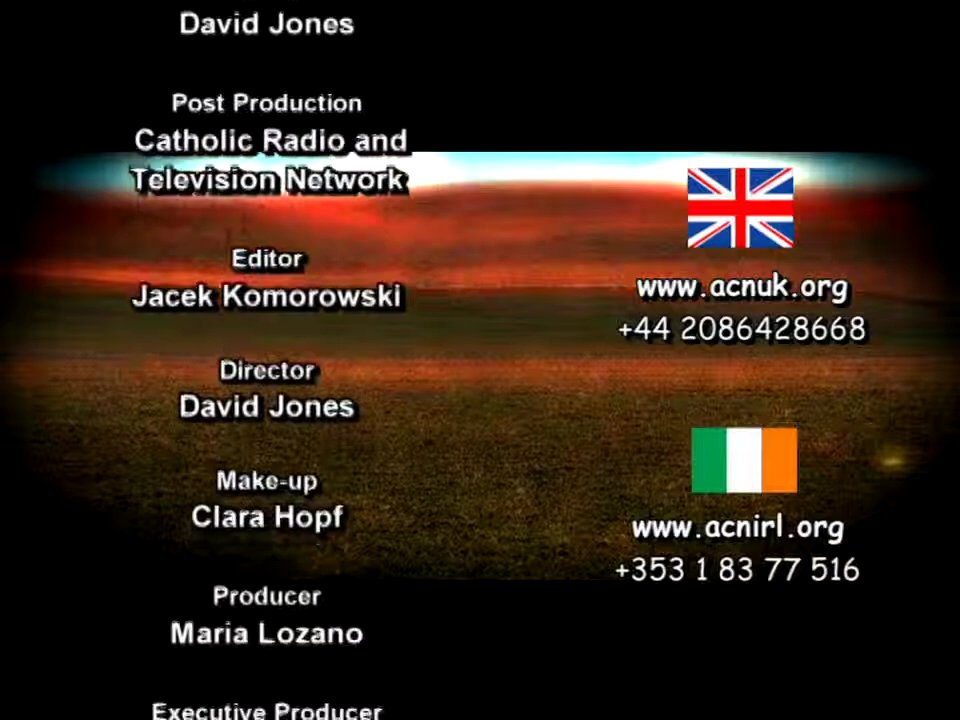 David Jones
Post Production
Catholic Radio and
Television Network
Editor
Jacek Komorowski
Director
David Jones
Make-up
Clara Hopf
Producer
Maria Lozano
Executive Producer
www.acnuk.org
+44 2086428668
www.acnirl.org
+353 1 83 77 516